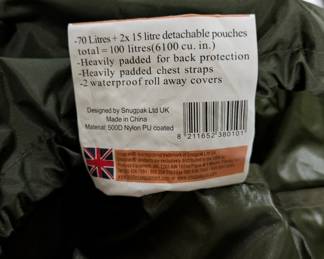 -70 Litres + 2x 15 litre detachable pouches
total = 100 litres(6100 cu. in.)
-Heavily padded for back protection
-Heavily padded chest straps
-2 waterproof roll away covers
Designed by Snugpak Ltd UK
Made in China
Material: 500D Nylon PU coated
8 211652 380101